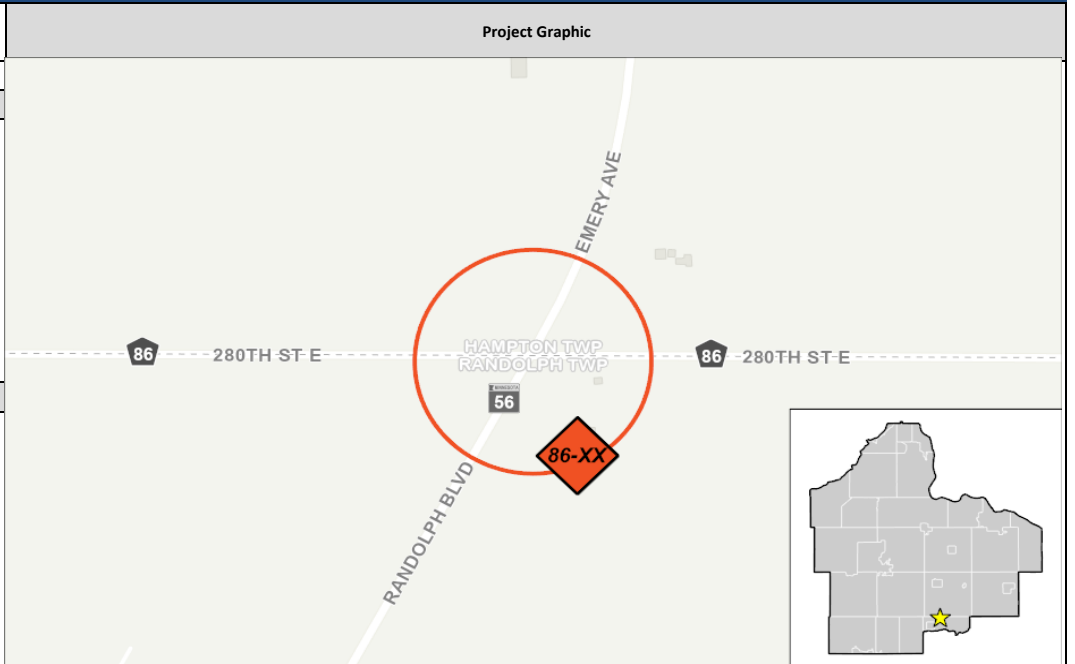 Project Graphic
EMERY AVE
HAMPTON TWP
86
280TH ST E
86
280TH ST E
RANDOLPH TWP
MINNESOTA
56
86-XX
RANDOLPH BLVD